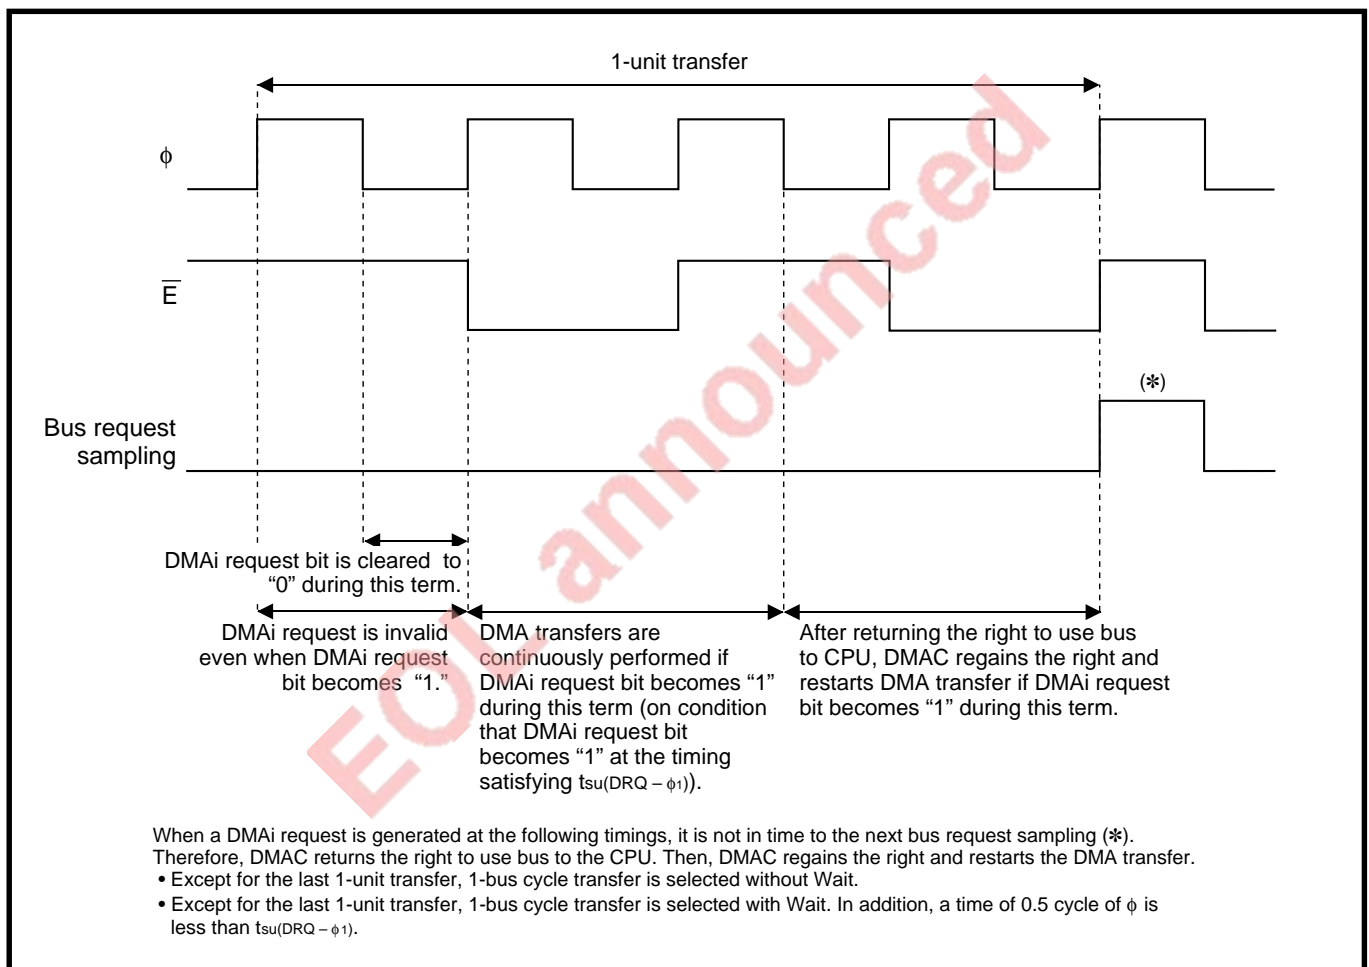 1-unit transfer
ϕ
E̅
(✽)
Bus request
sampling
DMAi request bit is cleared to
“0” during this term.
DMAi request is invalid
even when DMAi request
bit becomes “1.”
DMA transfers are
continuously performed if
DMAi request bit becomes “1”
during this term (on condition
that DMAi request bit
becomes “1” at the timing
satisfying tsu(DRQ – ϕ1)).
After returning the right to use bus
to CPU, DMAC regains the right and
restarts DMA transfer if DMAi request
bit becomes “1” during this term.
When a DMAi request is generated at the following timings, it is not in time to the next bus request sampling (✽).
Therefore, DMAC returns the right to use bus to the CPU. Then, DMAC regains the right and restarts the DMA transfer.
• Except for the last 1-unit transfer, 1-bus cycle transfer is selected without Wait.
• Except for the last 1-unit transfer, 1-bus cycle transfer is selected with Wait. In addition, a time of 0.5 cycle of ϕ is
less than tsu(DRQ – ϕ1).
EOL announced